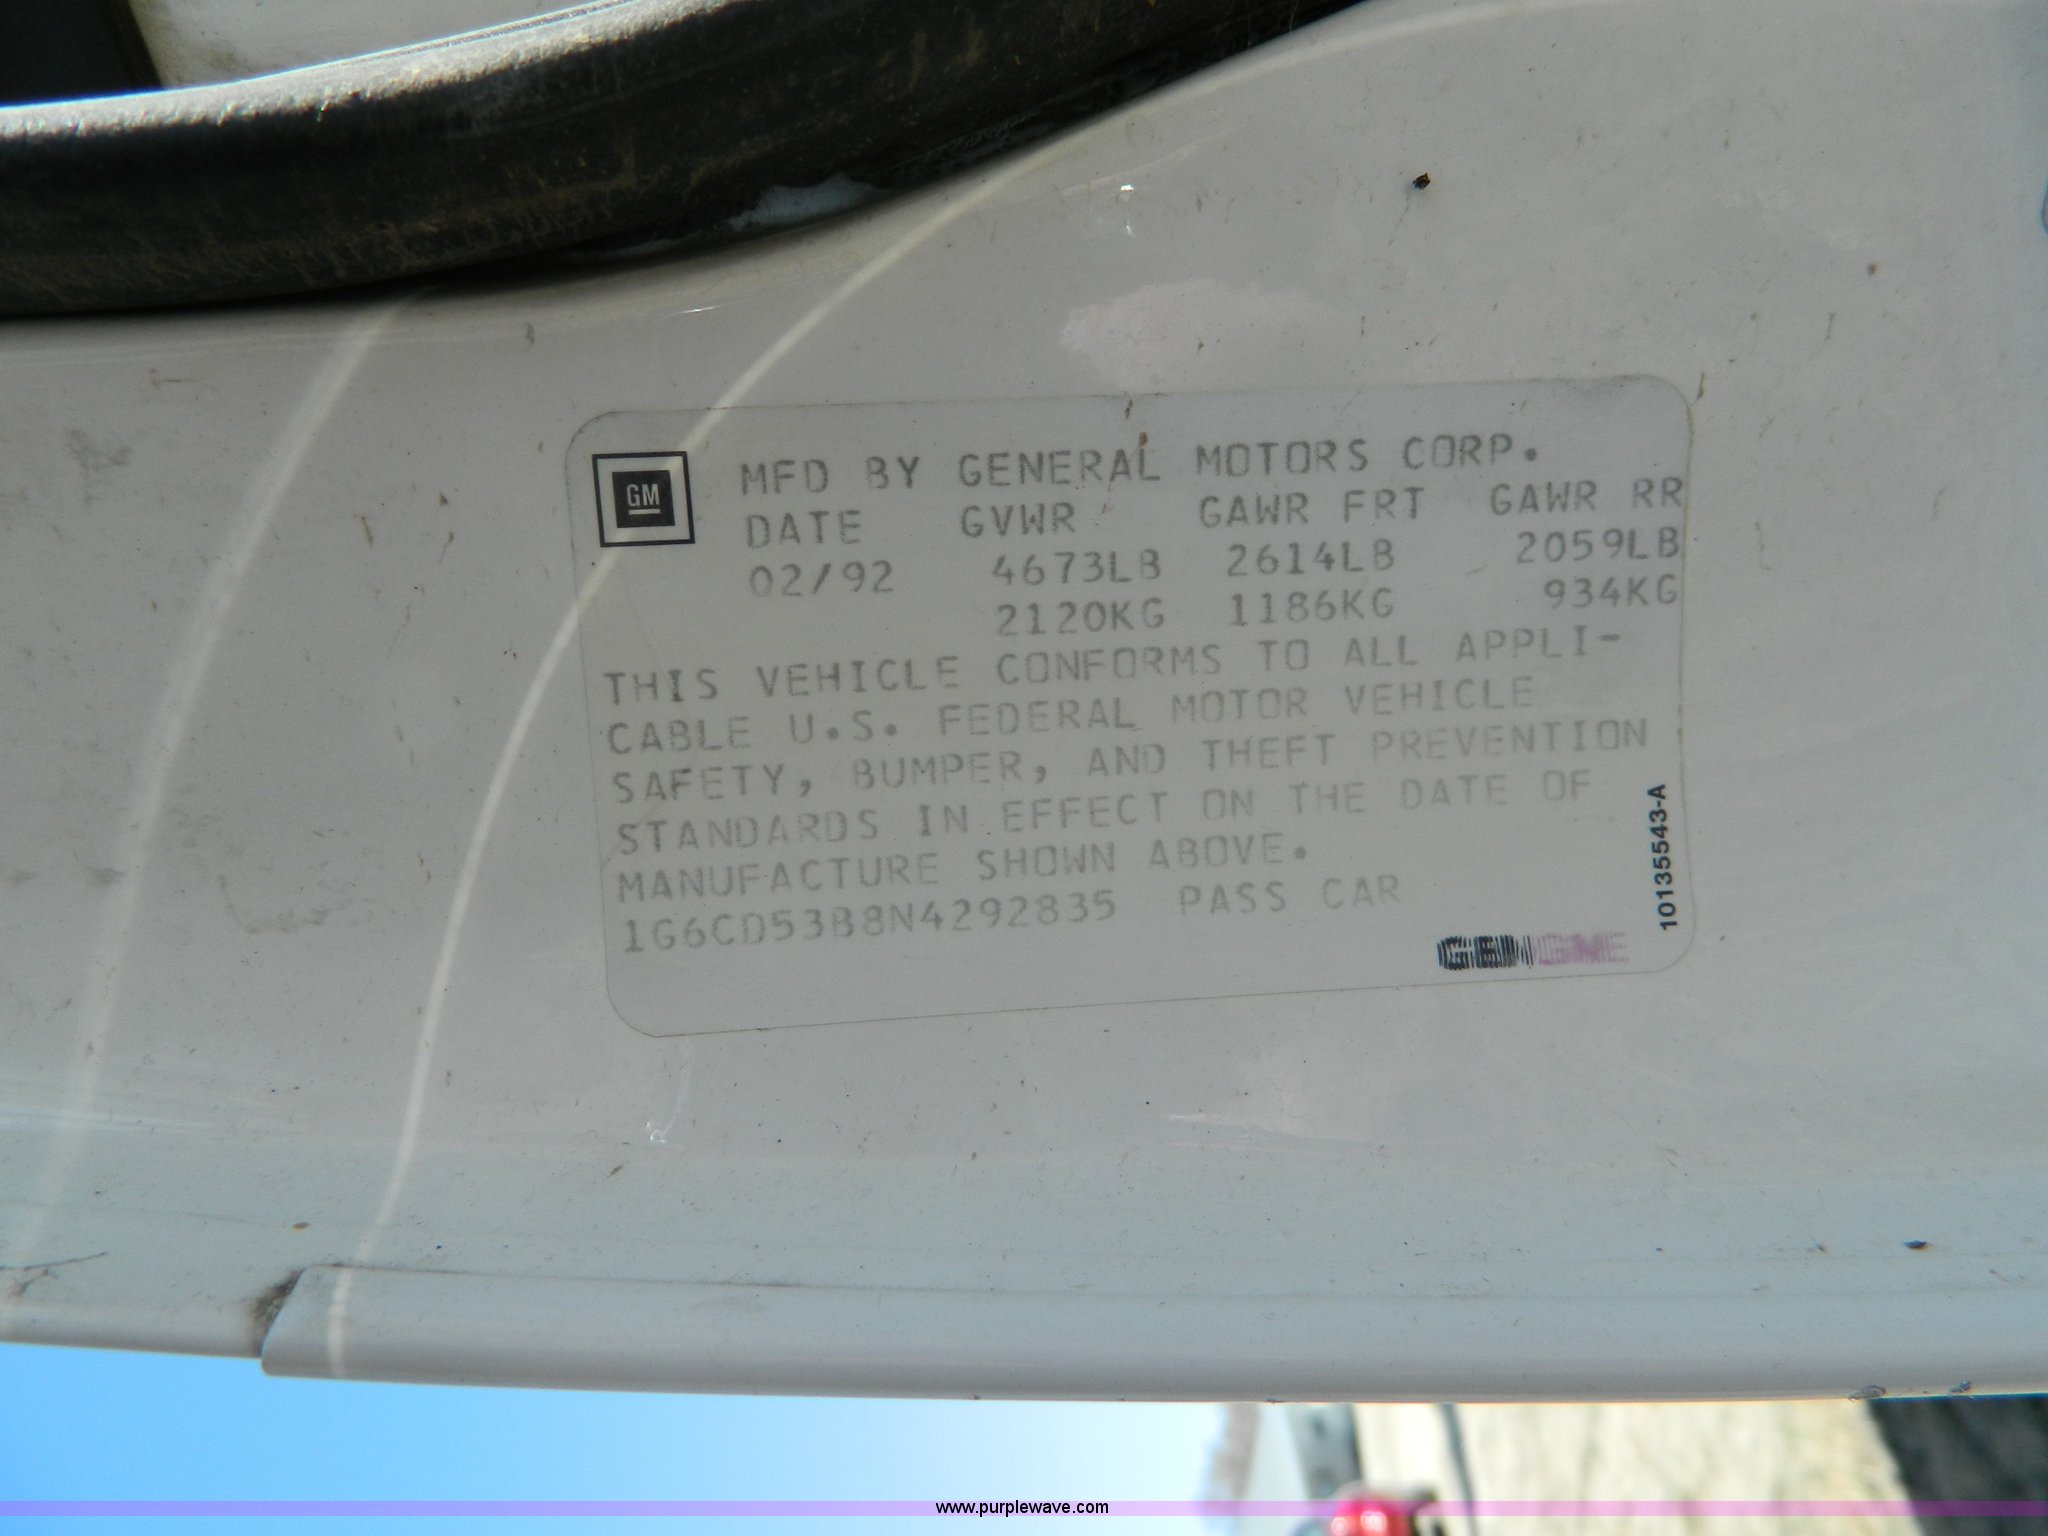 GM
MFD BY GENERAL MOTORS CORP.
DATE GVWR GAWR FRT GAWR RR
02/92 4673LB 2614LB 2059LB
2120KG 1186KG 934KG
THIS VEHICLE CONFORMS TO ALL APPLI-
CABLE U.S. FEDERAL MOTOR VEHICLE
SAFETY, BUMPER, AND THEFT PREVENTION
STANDARDS IN EFFECT ON THE DATE OF
MANUFACTURE SHOWN ABOVE.
1G6CD53B8N4292835 PASS CAR
10135543-A
www.purplewave.com